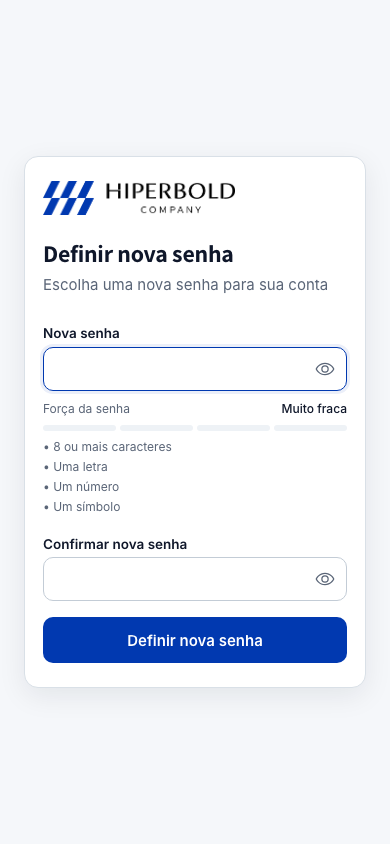 HIPERBOLD
COMPANY
Definir nova senha
Escolha uma nova senha para sua conta
Nova senha
Força da senha
Muito fraca
• 8 ou mais caracteres
• Uma letra
• Um número
• Um símbolo
Confirmar nova senha
Definir nova senha